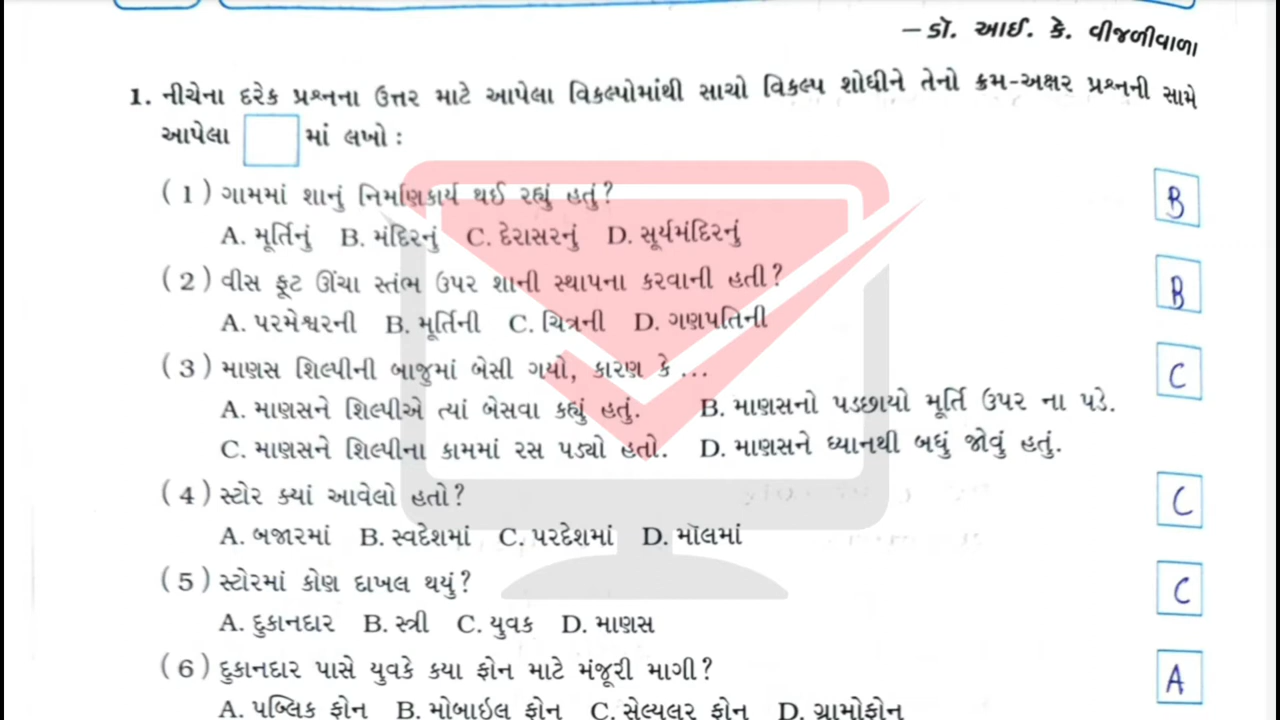 – ડૉ. આઈ. કે. વીજળીવાળા
1. નીચેના દરેક પ્રશ્નના ઉત્તર માટે આપેલા વિકલ્પોમાંથી સાચો વિકલ્પ શોધીને તેનો ક્રમ-અક્ષર પ્રશ્નની સામે
આપેલા માં લખો :
(1) ગામમાં શાનું નિર્માણકાર્ય થઈ રહ્યું હતું? B
A. મૂર્તિનું B. મંદિરનું C. દેરાસરનું D. સૂર્યમંદિરનું
(2) વીસ ફૂટ ઊંચા સ્તંભ ઉપર શાની સ્થાપના કરવાની હતી? B
A. પરમેશ્વરની B. મૂર્તિની C. ચિત્રની D. ગણપતિની
(3) માણસ શિલ્પીની બાજુમાં બેસી ગયો, કારણ કે ... C
A. માણસને શિલ્પીએ ત્યાં બેસવા કહ્યું હતું. B. માણસનો પડછાયો મૂર્તિ ઉપર ના પડે.
C. માણસને શિલ્પીના કામમાં રસ પડ્યો હતો. D. માણસને ધ્યાનથી બધું જોવું હતું.
(4) સ્ટોર ક્યાં આવેલો હતો? C
A. બજારમાં B. સ્વદેશમાં C. પરદેશમાં D. મૉલમાં
(5) સ્ટોરમાં કોણ દાખલ થયું? C
A. દુકાનદાર B. સ્ત્રી C. યુવક D. માણસ
(6) દુકાનદાર પાસે યુવકે કયા ફોન માટે મંજૂરી માગી? A
A. પબ્લિક ફોન B. મોબાઇલ ફોન C. સેલ્યુલર ફોન D. ગ્રામોફોન